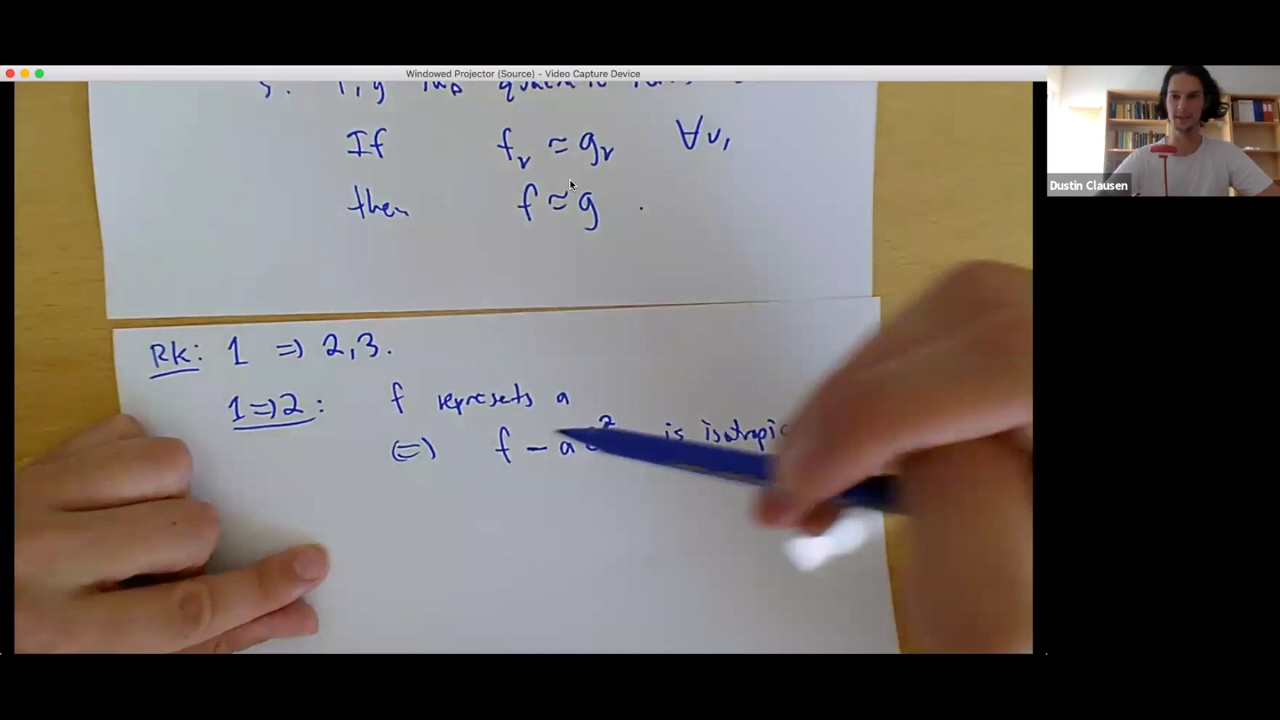 Windowed Projector (Source) - Video Capture Device
Dustin Clausen
3. f, g
If f_v ≈ g_v ∀v,
then f ≈ g .
Rk: 1 ⇒ 2,3.
1⇒2: f represents a
⇔ f - a is isotropic